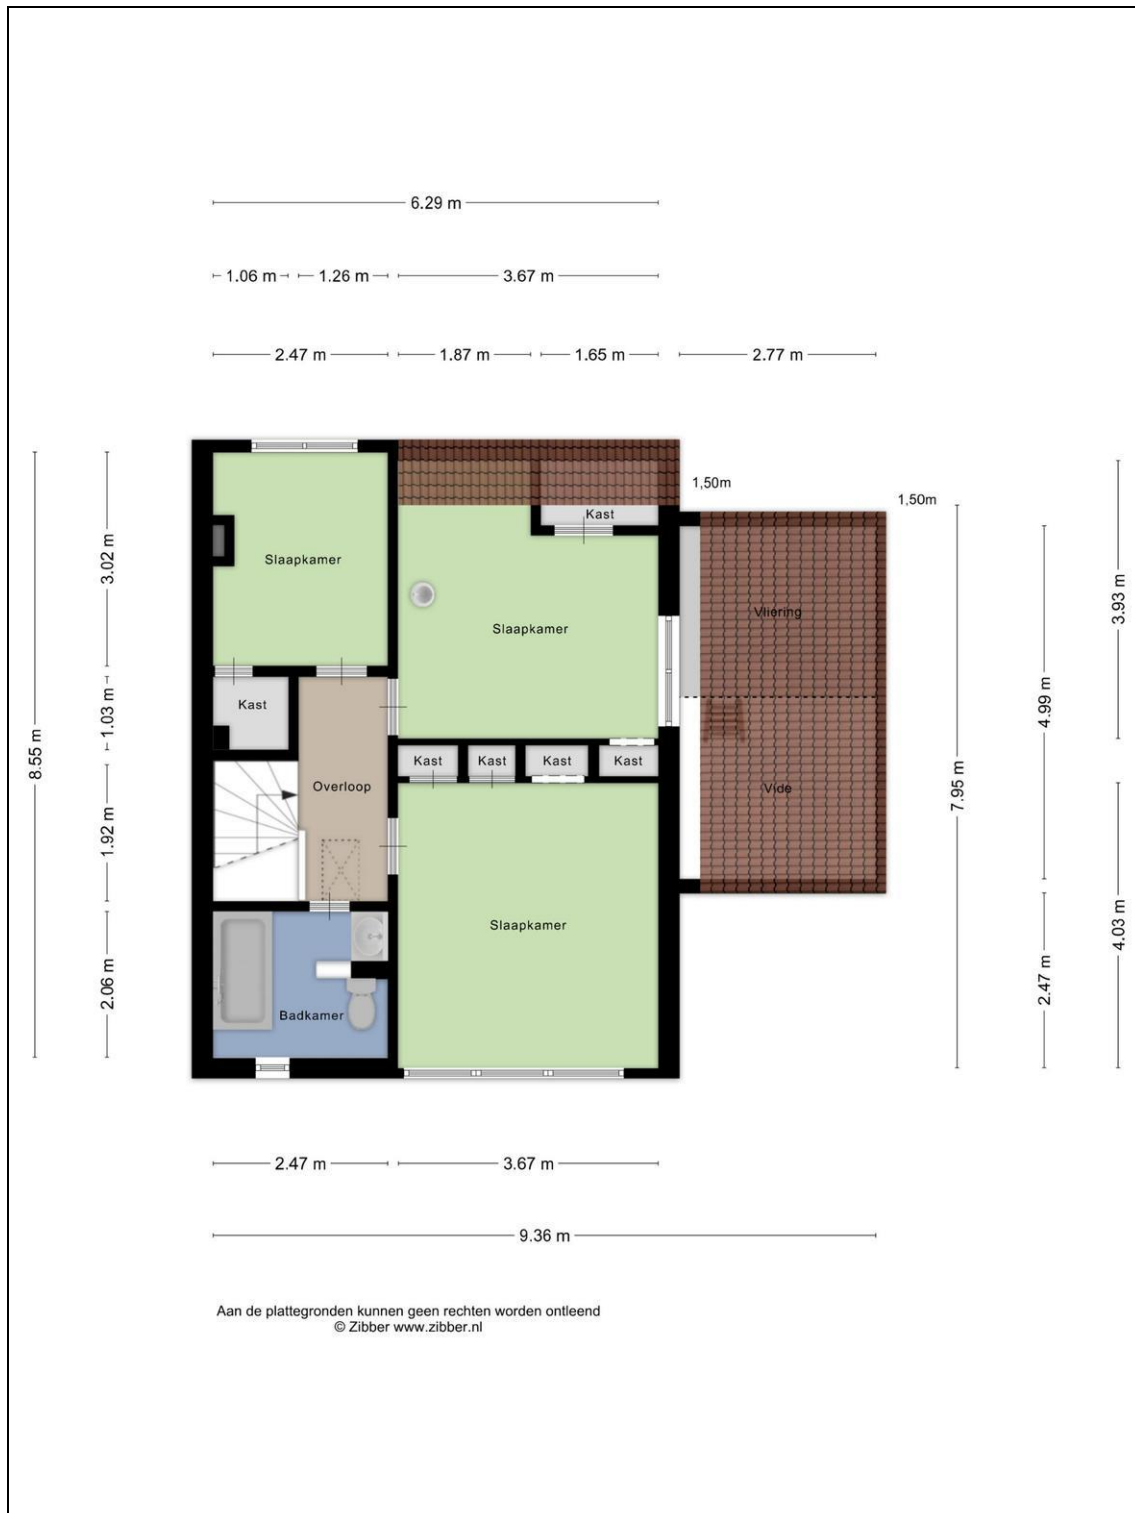 6.29 m
1.06 m
1.26 m
3.67 m
2.47 m
1.87 m
1.65 m
2.77 m
1,50m
1,50m
Kast
Slaapkamer
Slaapkamer
Vliering
Kast
Kast
Kast
Kast
Kast
Overloop
Vide
Slaapkamer
Badkamer
8.55 m
3.02 m
1.03 m
1.92 m
2.06 m
7.95 m
4.99 m
2.47 m
3.93 m
4.03 m
2.47 m
3.67 m
9.36 m
Aan de plattegronden kunnen geen rechten worden ontleend
© Zibber www.zibber.nl